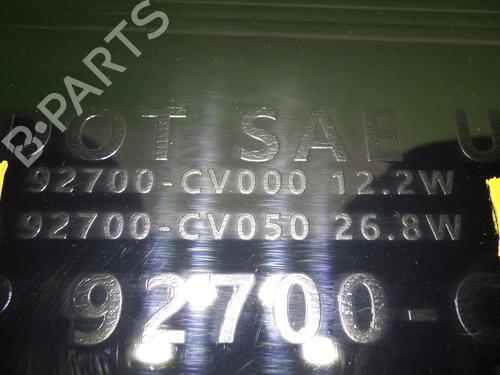 DOT SAE U
92700-CV000 12.2W
92700-CV050 26.8W
92700-C
B-PARTS